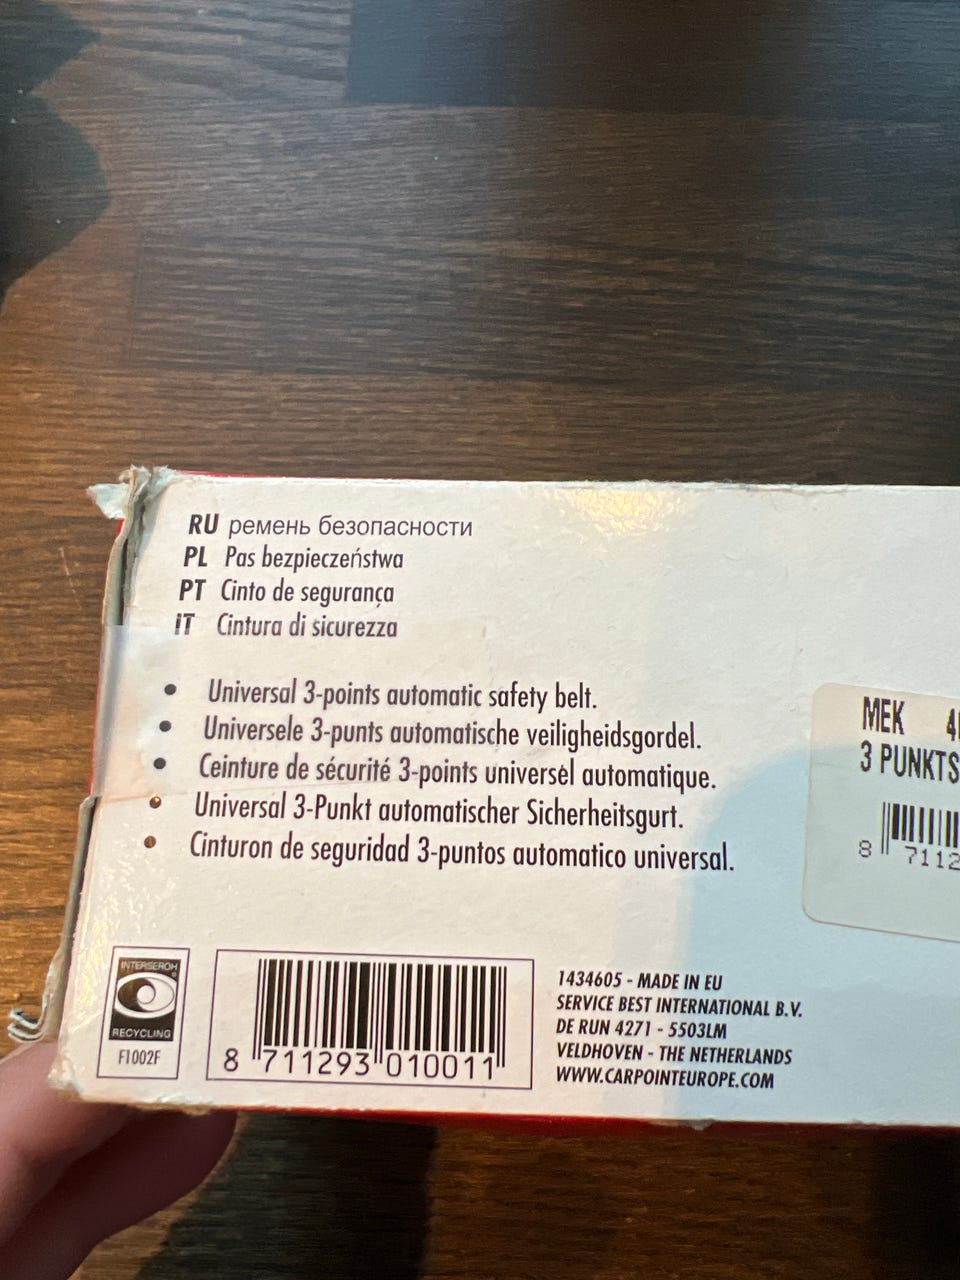 RU ремень безопасности
PL Pas bezpieczeństwa
PT Cinto de segurança
iT Cintura di sicurezza
• Universal 3-points automatic safety belt.
• Universele 3-punts automatische veiligheidsgordel.
• Ceinture de sécurité 3-points universel automatique.
• Universal 3-Punkt automatischer Sicherheitsgurt.
• Cinturon de seguridad 3-puntos automatico universal.
MEK
3 PUNKTS
8 7112
INTERSEROH
®
RECYCLING
F1002F
8 711293 010011
1434605 - MADE IN EU
SERVICE BEST INTERNATIONAL B.V.
DE RUN 4271 - 5503LM
VELDHOVEN - THE NETHERLANDS
WWW.CARPOINTEUROPE.COM